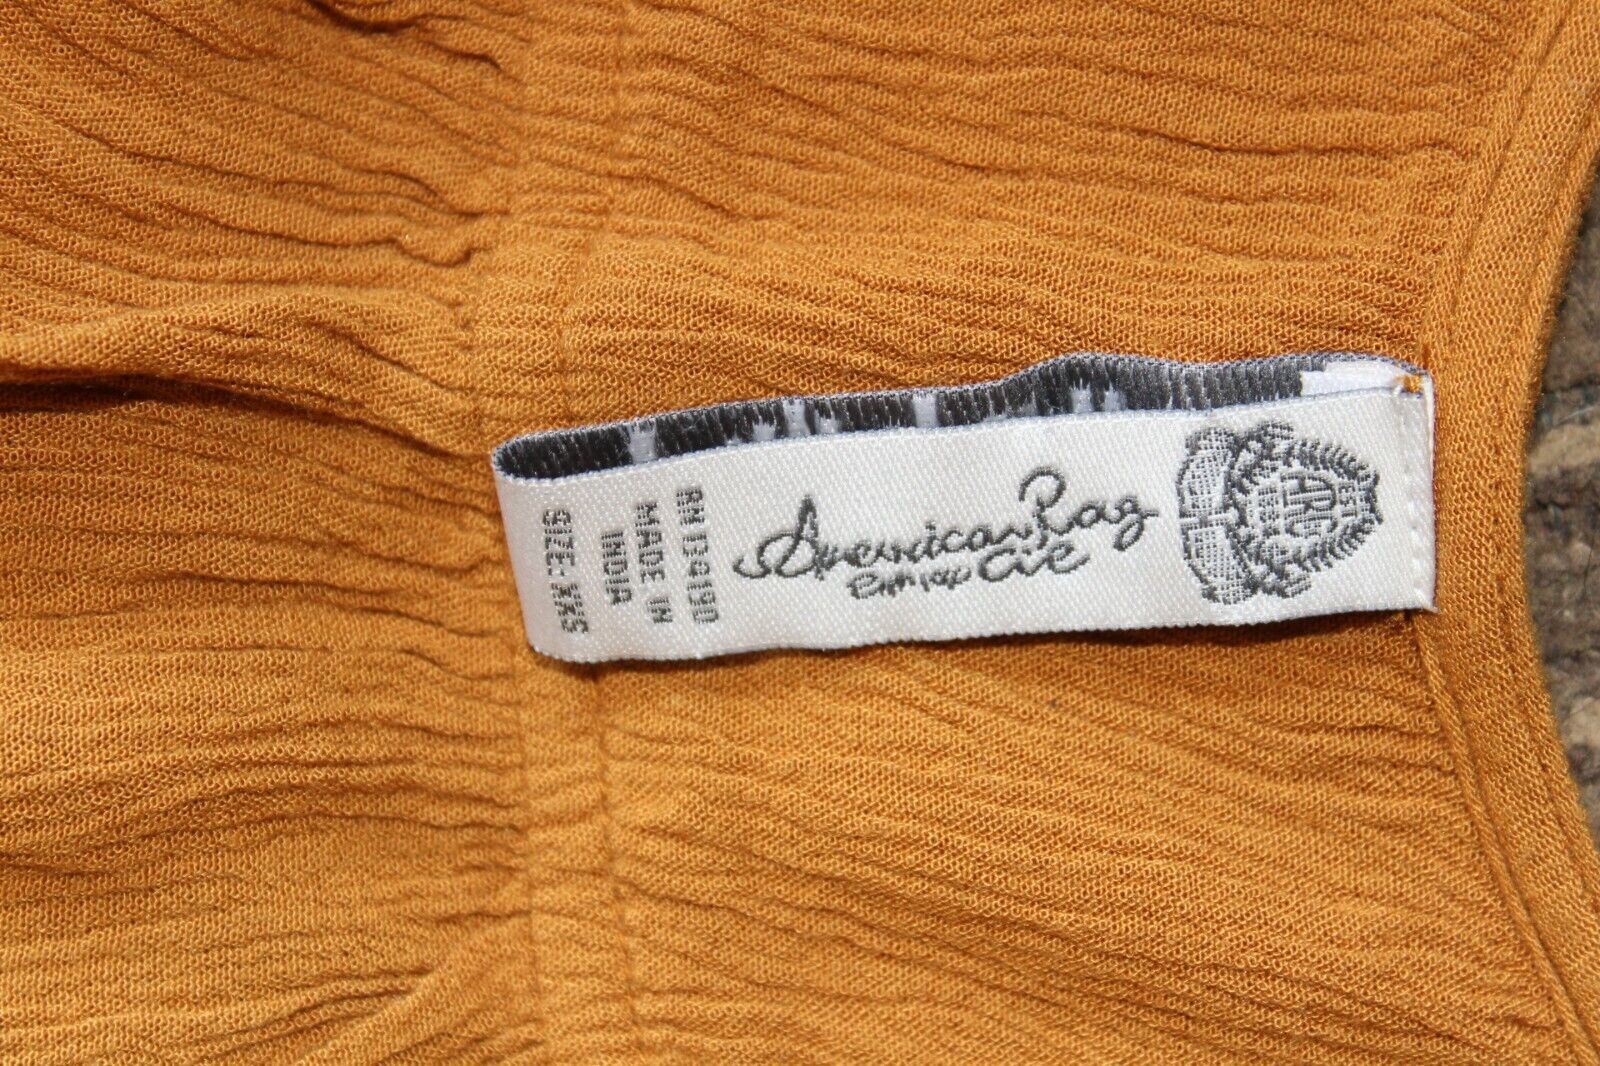 American Rag
Cie
RN 134190
MADE IN
INDIA
SIZE: XXS